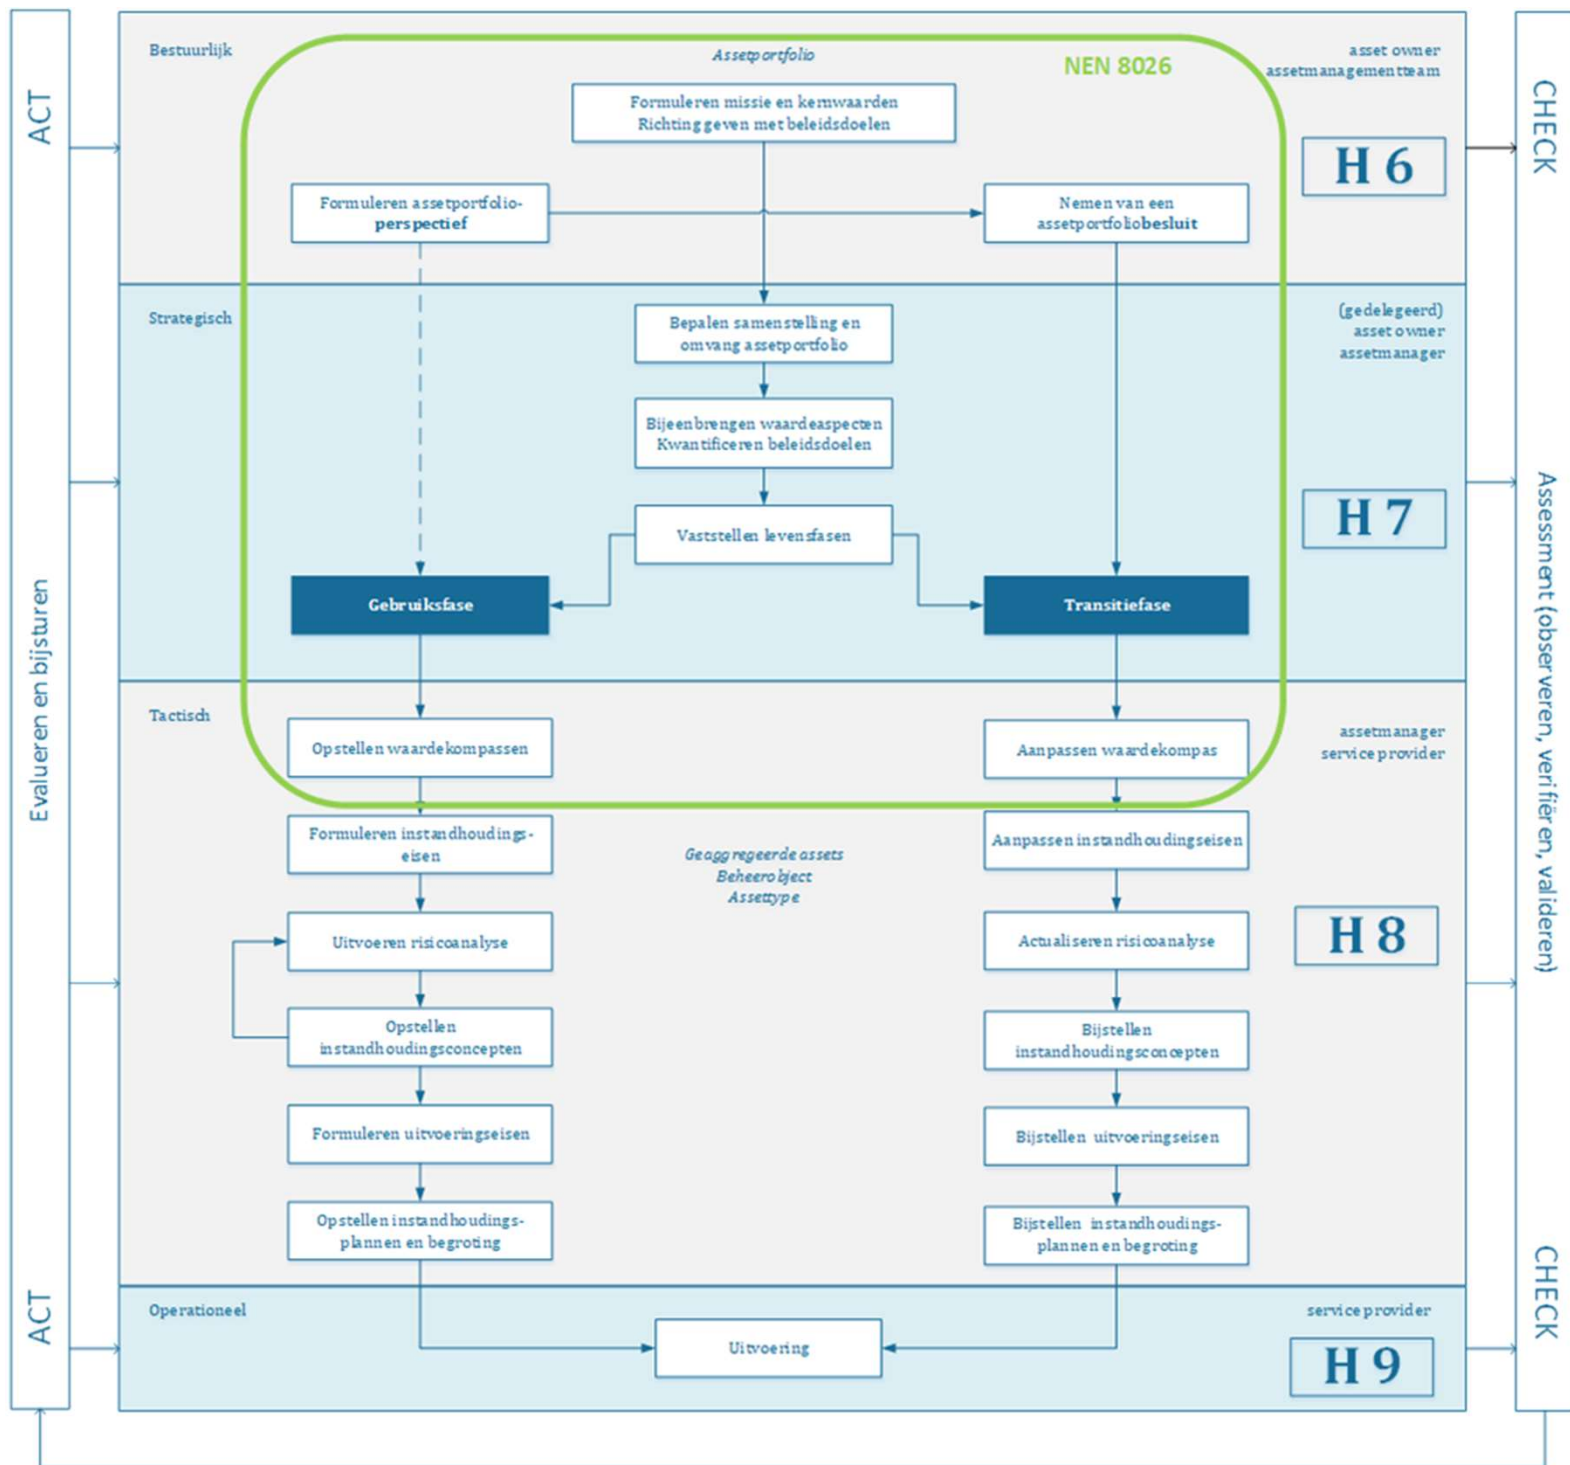 ACT
Evalueren en bijsturen
ACT
Bestuurlijk
Assetportfolio
NEN 8026
asset owner
assetmanagementteam
Formuleren missie en kernwaarden
Richting geven met beleidsdoelen
H 6
Formuleren assetportfolio-
perspectief
Nemen van een
assetportfoliobesluit
Strategisch
(gedelegeerd)
asset owner
assetmanager
Bepalen samenstelling en
omvang assetportfolio
Bijeenbrengen waardeaspecten
Kwantificeren beleidsdoelen
H 7
Vaststellen levensfasen
Gebruiksfase
Transitiefase
Tactisch
assetmanager
service provider
Opstellen waardekompassen
Aanpassen waardekompas
Formuleren instandhoudings-
eisen
Aanpassen instandhoudingseisen
Geaggregeerde assets
Beheerobject
Assettype
H 8
Uitvoeren risicoanalyse
Actualiseren risicoanalyse
Opstellen
instandhoudingsconcepten
Bijstellen
instandhoudingsconcepten
Formuleren uitvoeringseisen
Bijstellen uitvoeringseisen
Opstellen instandhoudings-
plannen en begroting
Bijstellen instandhoudings-
plannen en begroting
Operationeel
service provider
Uitvoering
H 9
CHECK
Assessment (observeren, verifiëren, valideren)
CHECK